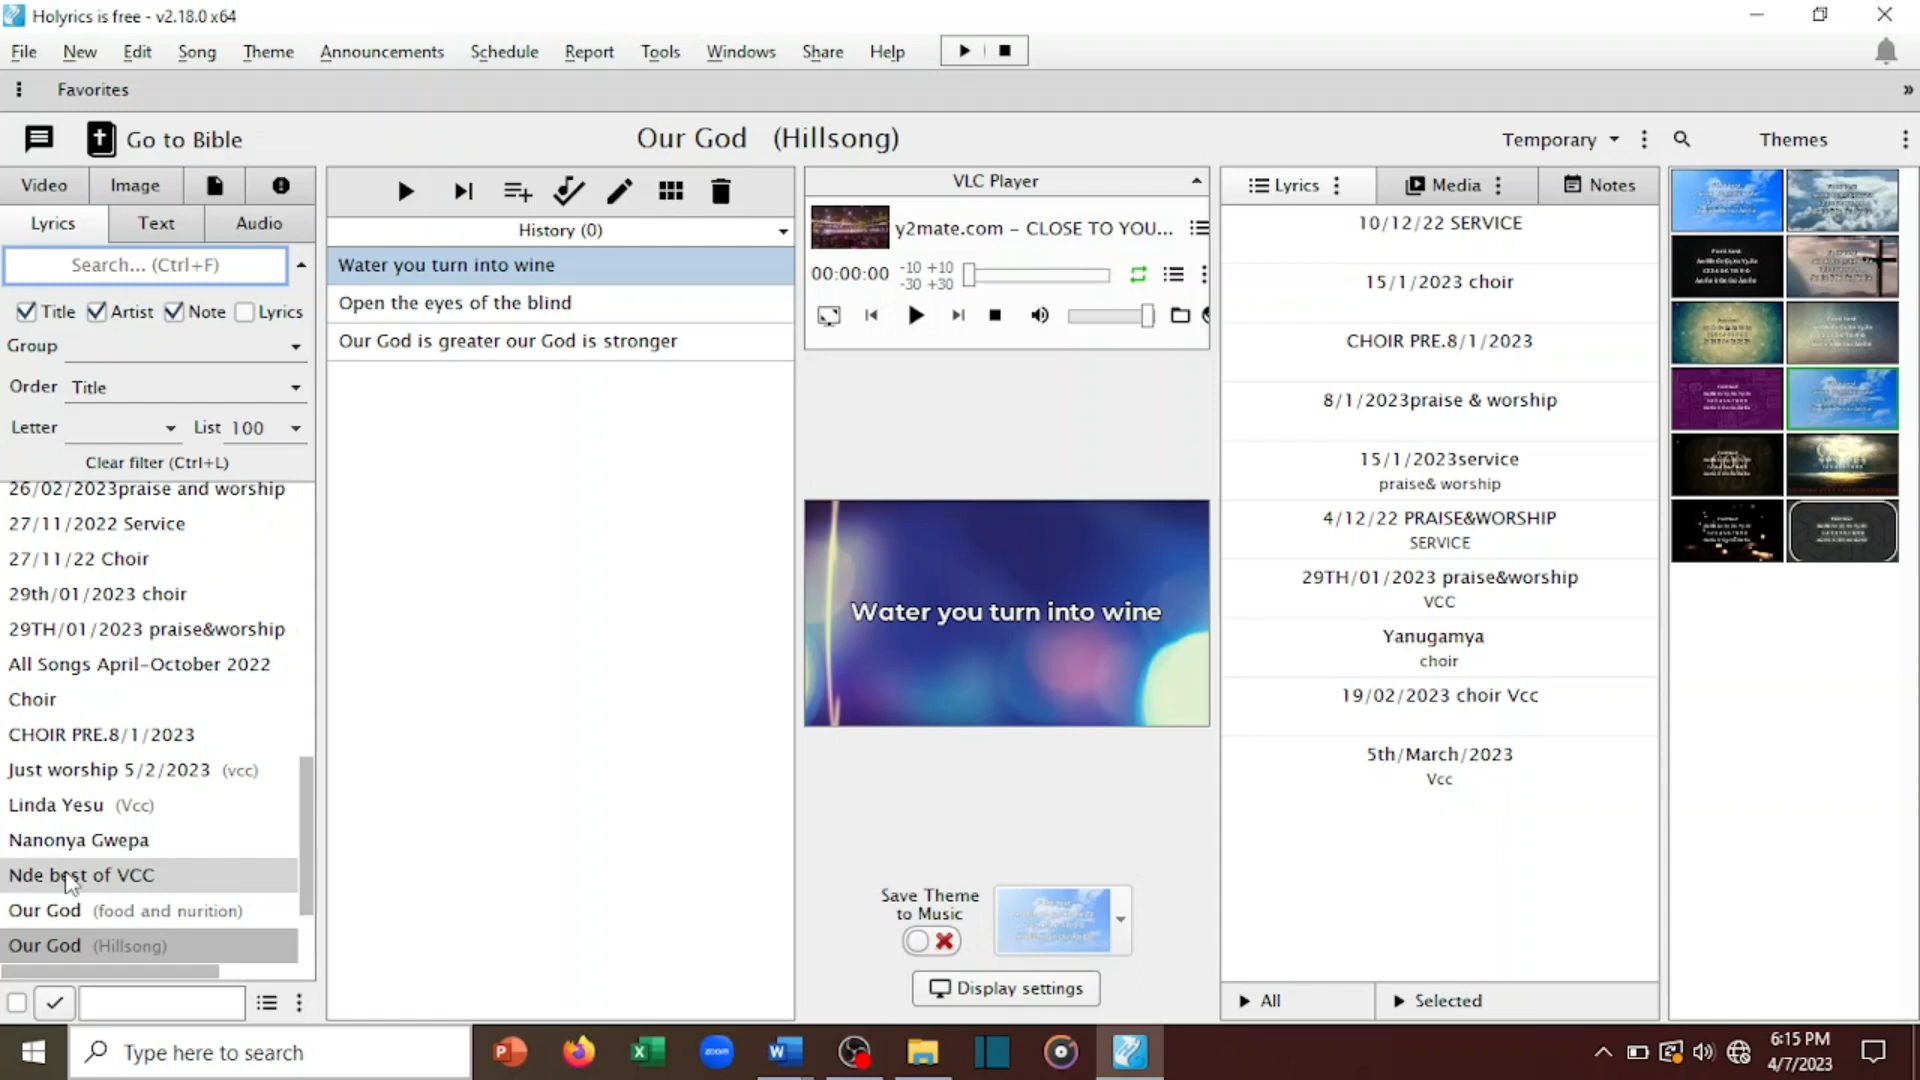 Holyrics is free - v2.18.0 x64
File New Edit Song Theme Announcements Schedule Report Tools Windows Share Help
Favorites
Go to Bible
Our God (Hillsong)
Temporary
Themes
Video Image
Lyrics Text Audio
Search... (Ctrl+F)
Title Artist Note Lyrics
Group
Order Title
Letter List 100
Clear filter (Ctrl+L)
26/02/2023praise and worship
27/11/2022 Service
27/11/22 Choir
29th/01/2023 choir
29TH/01/2023 praise&worship
All Songs April-October 2022
Choir
CHOIR PRE.8/1/2023
Just worship 5/2/2023 (vcc)
Linda Yesu (Vcc)
Nanonya Gwepa
Nde best of VCC
Our God (food and nurition)
Our God (Hillsong)
History (0)
Water you turn into wine
Open the eyes of the blind
Our God is greater our God is stronger
VLC Player
y2mate.com - CLOSE TO YOU...
00:00:00
-10 +10
-30 +30
Water you turn into wine
Save Theme
to Music
Display settings
Lyrics Media Notes
10/12/22 SERVICE
15/1/2023 choir
CHOIR PRE.8/1/2023
8/1/2023praise & worship
15/1/2023service
praise& worship
4/12/22 PRAISE&WORSHIP
SERVICE
29TH/01/2023 praise&worship
VCC
Yanugamya
choir
19/02/2023 choir Vcc
5th/March/2023
Vcc
All Selected
Type here to search
zoom
6:15 PM
4/7/2023